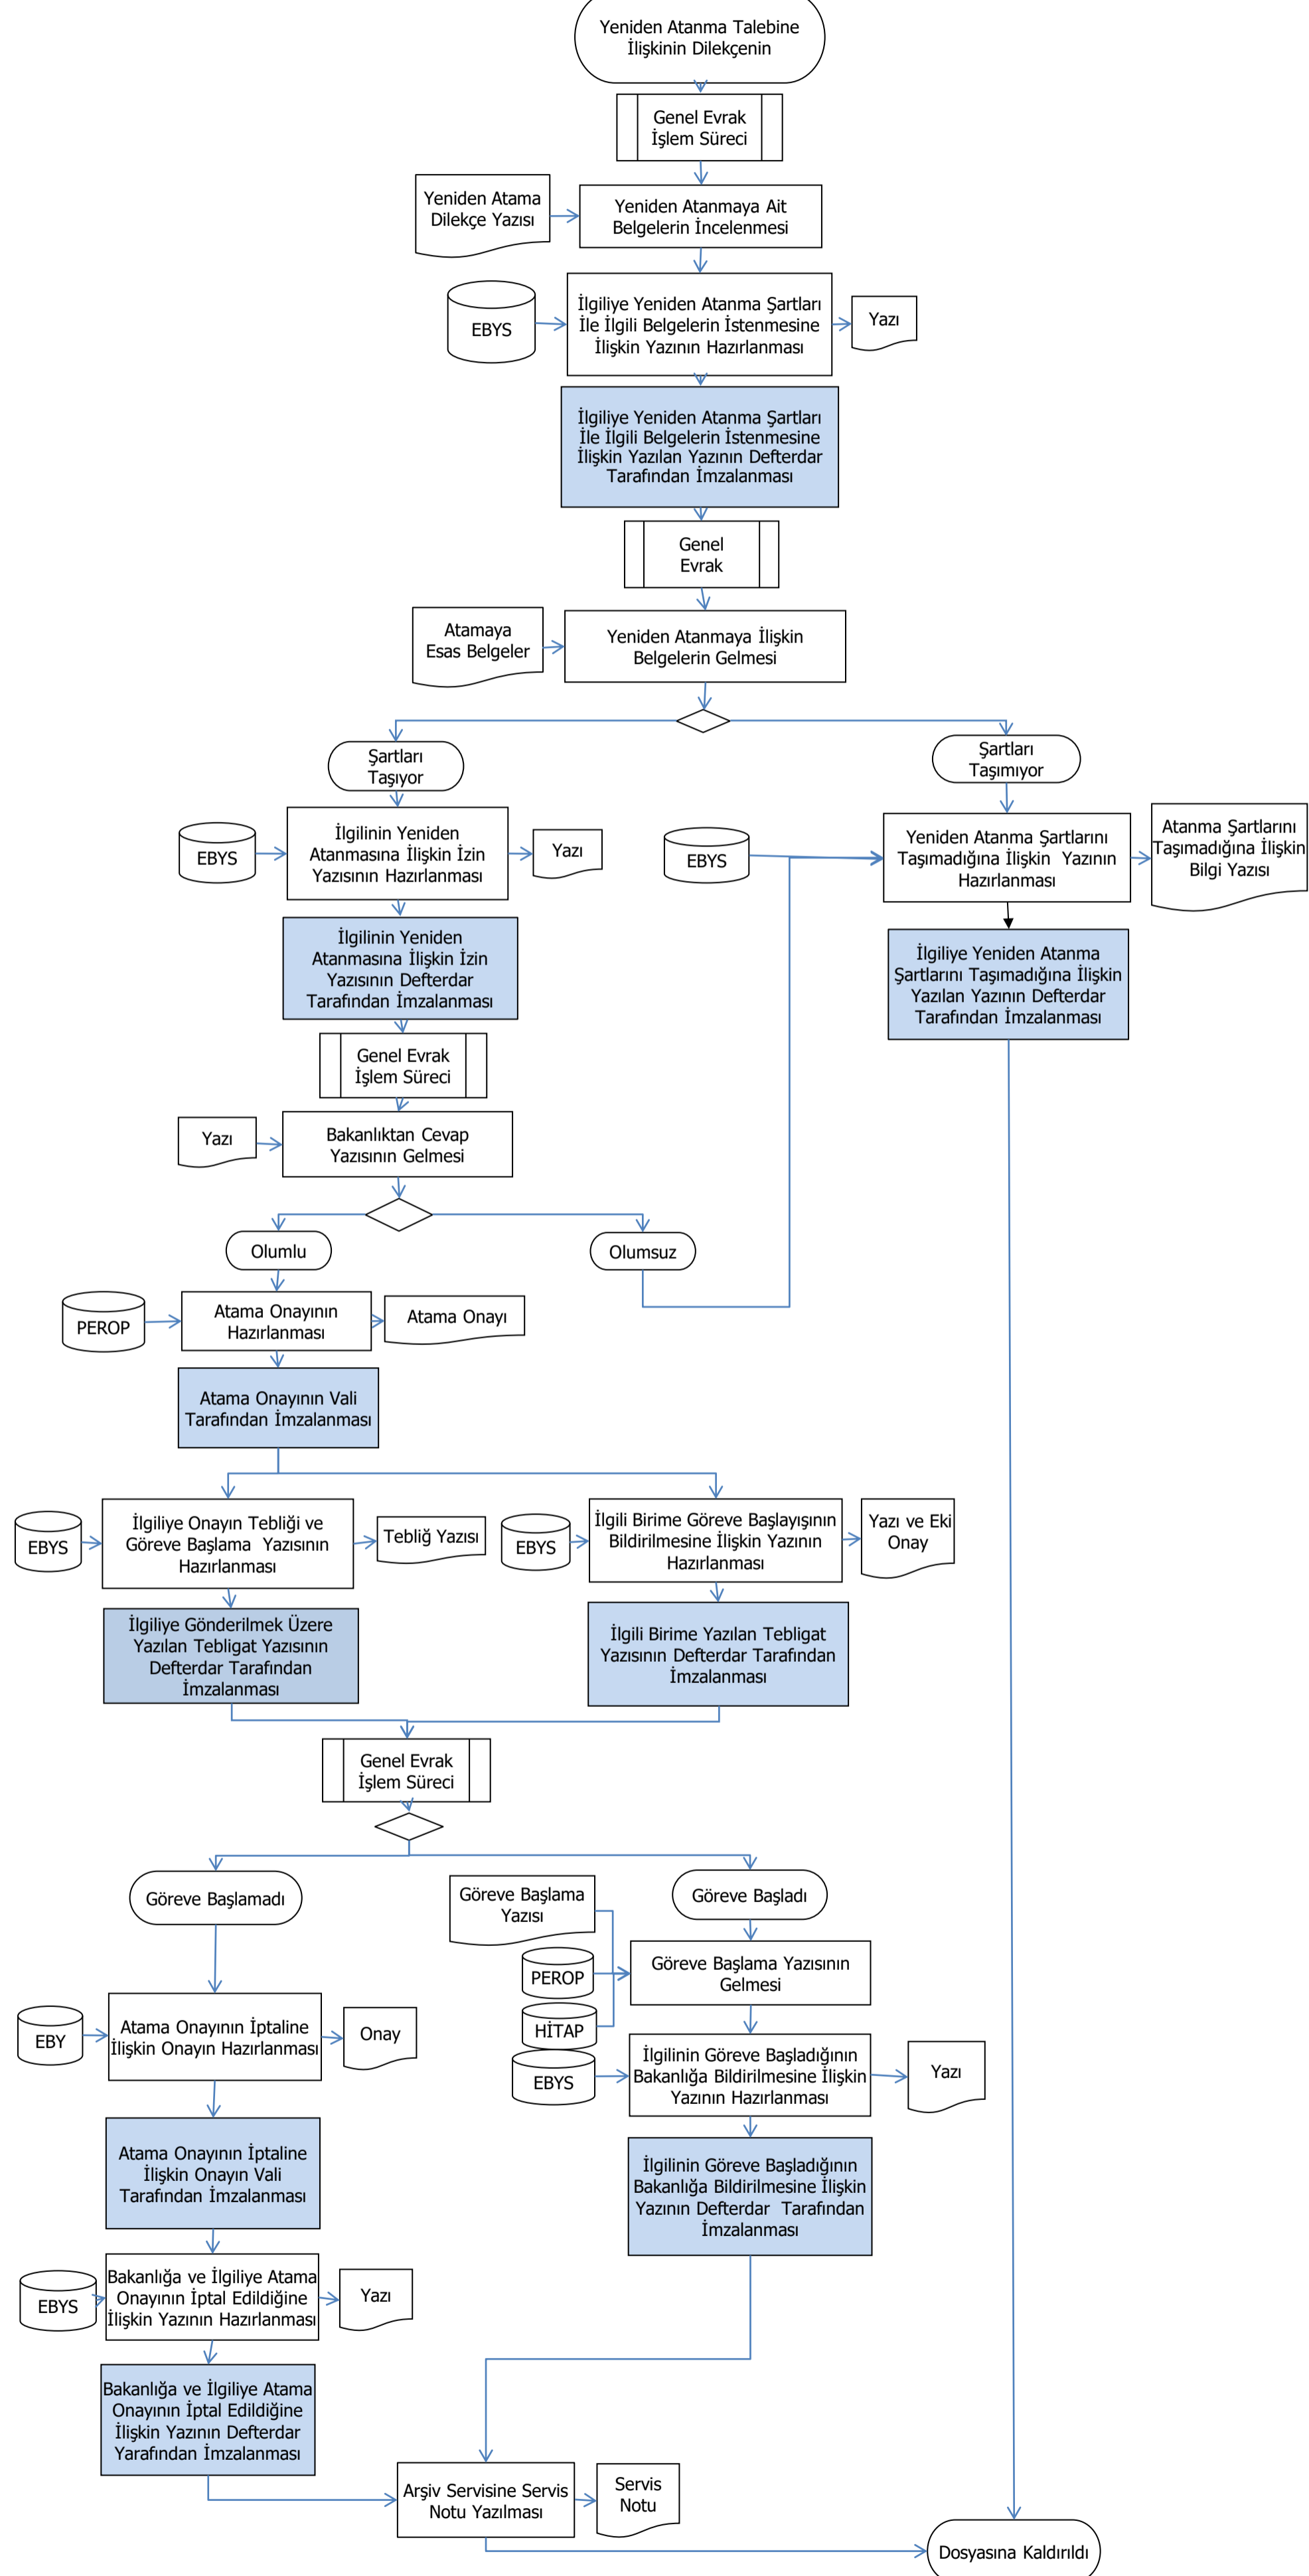 Yeniden Atanma Talebine
İlişkinin Dilekçenin
Genel Evrak
İşlem Süreci
Yeniden Atama
Dilekçe Yazısı
Yeniden Atanmaya Ait
Belgelerin İncelenmesi
EBYS
İlgiliye Yeniden Atanma Şartları
İle İlgili Belgelerin İstenmesine
İlişkin Yazının Hazırlanması
Yazı
İlgiliye Yeniden Atanma Şartları
İle İlgili Belgelerin İstenmesine
İlişkin Yazılan Yazının Defterdar
Tarafından İmzalanması
Genel
Evrak
Atamaya
Esas Belgeler
Yeniden Atanmaya İlişkin
Belgelerin Gelmesi
Şartları
Taşıyor
Şartları
Taşımıyor
EBYS
İlgilinin Yeniden
Atanmasına İlişkin İzin
Yazısının Hazırlanması
Yazı
EBYS
Yeniden Atanma Şartlarını
Taşımadığına İlişkin  Yazının
Hazırlanması
Atanma Şartlarını
Taşımadığına İlişkin
Bilgi Yazısı
İlgilinin Yeniden
Atanmasına İlişkin İzin
Yazısının Defterdar
Tarafından İmzalanması
İlgiliye Yeniden Atanma
Şartlarını Taşımadığına İlişkin
Yazılan Yazının Defterdar
Tarafından İmzalanması
Genel Evrak
İşlem Süreci
Yazı
Bakanlıktan Cevap
Yazısının Gelmesi
Olumlu
Olumsuz
PEROP
Atama Onayının
Hazırlanması
Atama Onayı
Atama Onayının Vali
Tarafından İmzalanması
EBYS
İlgiliye Onayın Tebliği ve
Göreve Başlama  Yazısının
Hazırlanması
Tebliğ Yazısı
EBYS
İlgili Birime Göreve Başlayışının
Bildirilmesine İlişkin Yazının
Hazırlanması
Yazı ve Eki
Onay
İlgiliye Gönderilmek Üzere
Yazılan Tebligat Yazısının
Defterdar Tarafından
İmzalanması
İlgili Birime Yazılan Tebligat
Yazısının Defterdar Tarafından
İmzalanması
Genel Evrak
İşlem Süreci
Göreve Başlamadı
Göreve Başlama
Yazısı
Göreve Başladı
PEROP
Göreve Başlama Yazısının
Gelmesi
HİTAP
EBY
Atama Onayının İptaline
İlişkin Onayın Hazırlanması
Onay
EBYS
İlgilinin Göreve Başladığının
Bakanlığa Bildirilmesine İlişkin
Yazının Hazırlanması
Yazı
Atama Onayının İptaline
İlişkin Onayın Vali
Tarafından İmzalanması
İlgilinin Göreve Başladığının
Bakanlığa Bildirilmesine İlişkin
Yazının Defterdar  Tarafından
İmzalanması
EBYS
Bakanlığa ve İlgiliye Atama
Onayının İptal Edildiğine
İlişkin Yazının Hazırlanması
Yazı
Bakanlığa ve İlgiliye Atama
Onayının İptal Edildiğine
İlişkin Yazının Defterdar
Yarafından İmzalanması
Arşiv Servisine Servis
Notu Yazılması
Servis
Notu
Dosyasına Kaldırıldı